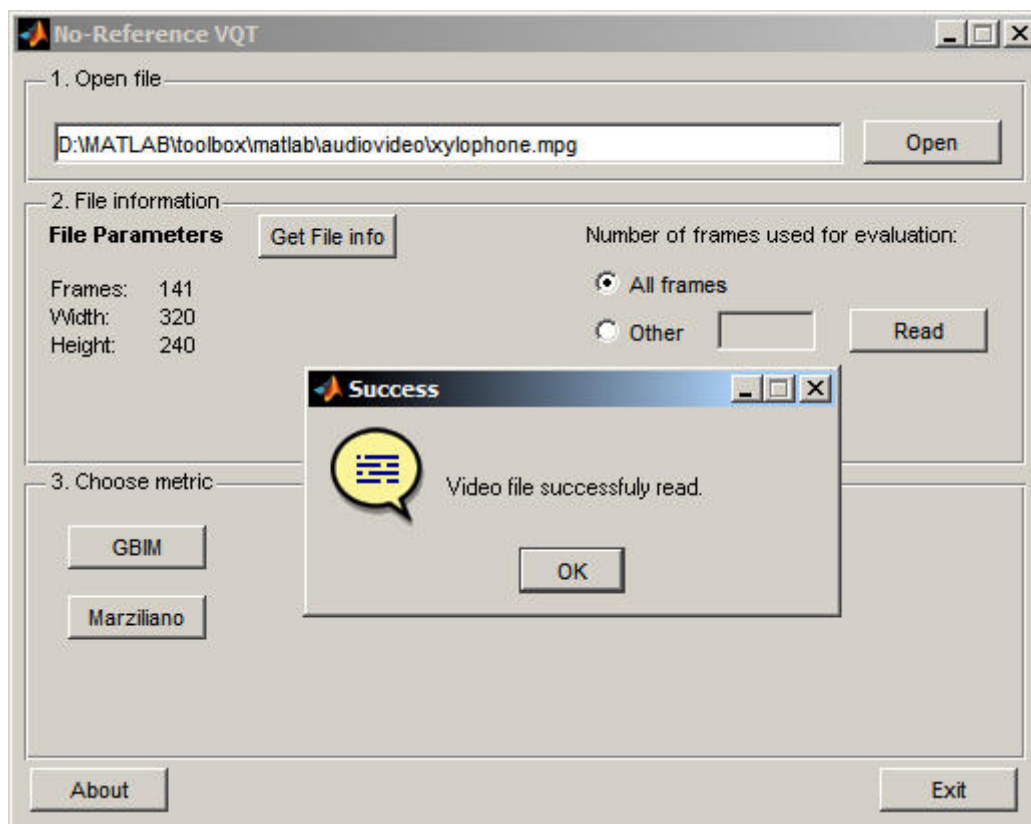 No-Reference VQT
1. Open file
D:\MATLAB\toolbox\matlab\audiovideo\xylophone.mpg
Open
2. File information
File Parameters
Get File info
Number of frames used for evaluation:
Frames: 141
Width: 320
Height: 240
All frames
Other
Read
Success
Video file successfuly read.
OK
3. Choose metric
GBIM
Marziliano
About
Exit